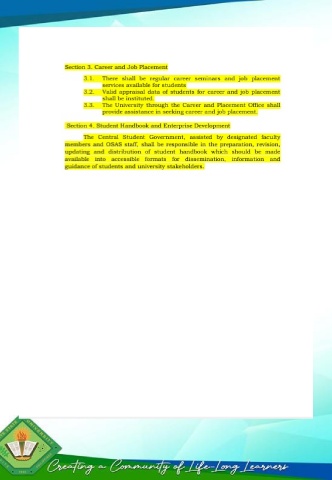 Section 3. Career and Job Placement
3.1. There shall be regular career seminars and job placement
services available for students
3.2. Valid appraisal data of students for career and job placement
shall be instituted.
3.3. The University through the Career and Placement Office shall
provide assistance in seeking career and job placement.
Section 4. Student Handbook and Enterprise Development
The Central Student Government, assisted by designated faculty
members and OSAS staff, shall be responsible in the preparation, revision,
updating and distribution of student handbook which should be made
available into accessible formats for dissemination, information and
guidance of students and university stakeholders.
Creating a Community of Life-Long Learners